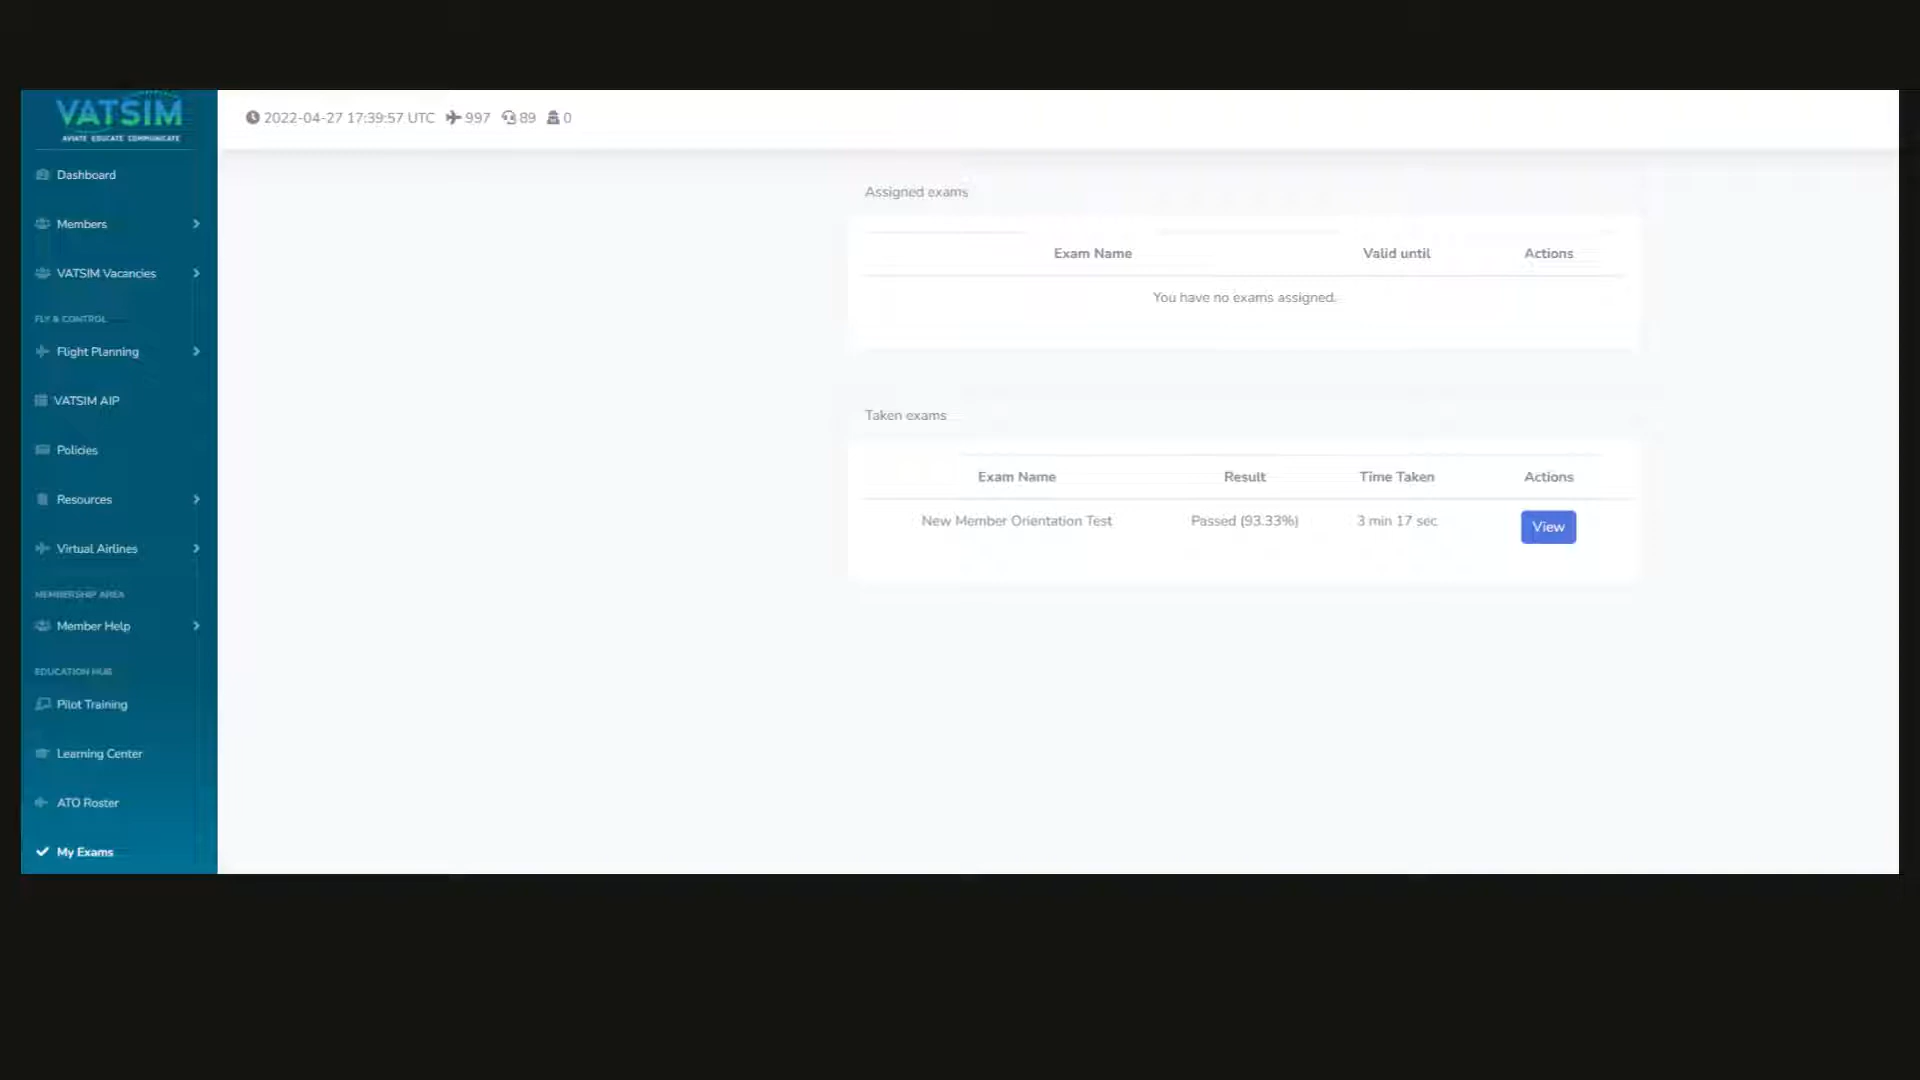 VATSIM
AVIATE EDUCATE COMMUNICATE
Dashboard
Members
VATSIM Vacancies
FLY & CONTROL
Flight Planning
VATSIM AIP
Policies
Resources
Virtual Airlines
MEMBERSHIP AREA
Member Help
EDUCATION HUB
Pilot Training
Learning Center
ATO Roster
My Exams
2022-04-27 17:39:57 UTC 997 89 0
Assigned exams
Exam Name Valid until Actions
You have no exams assigned.
Taken exams
Exam Name Result Time Taken Actions
New Member Orientation Test Passed (93.33%) 3 min 17 sec View